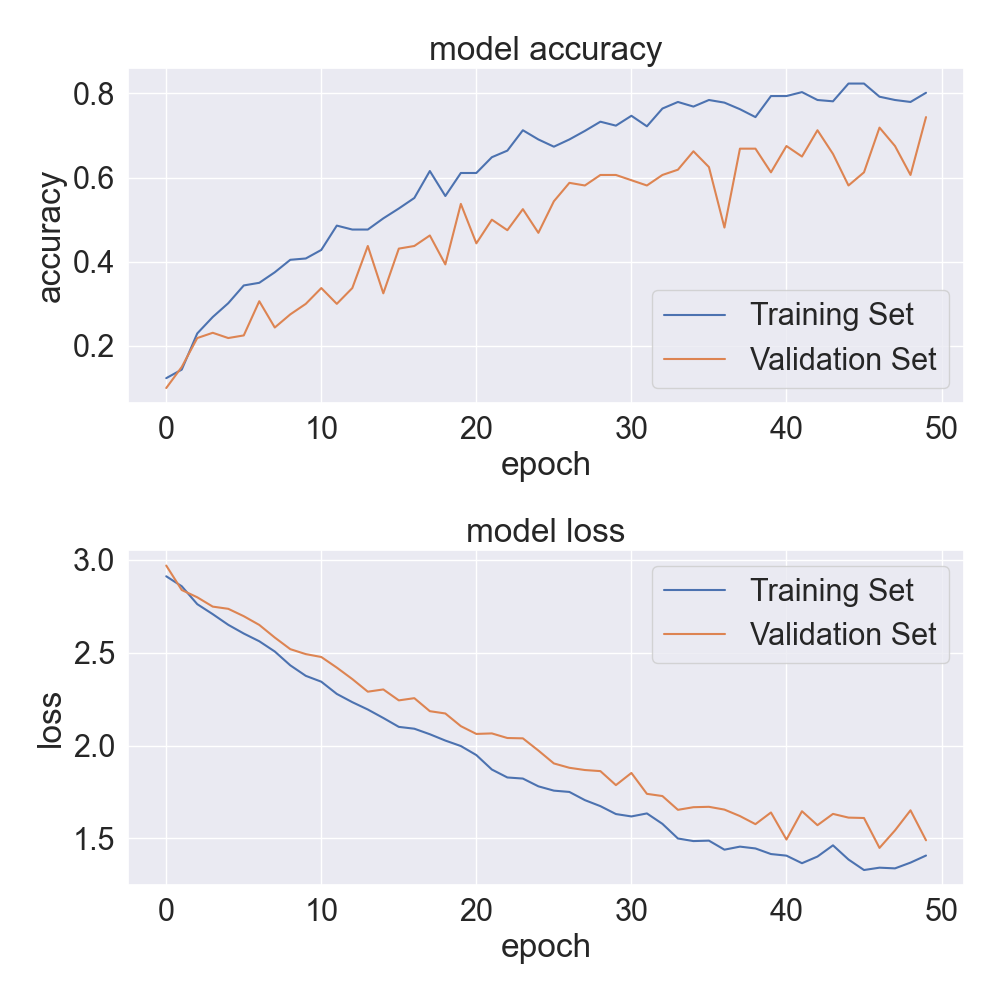 model accuracy
0.8
0.6
0.4
0.2
accuracy
Training Set
Validation Set
0 10 20 30 40 50
epoch
model loss
3.0
2.5
2.0
1.5
loss
Training Set
Validation Set
0 10 20 30 40 50
epoch